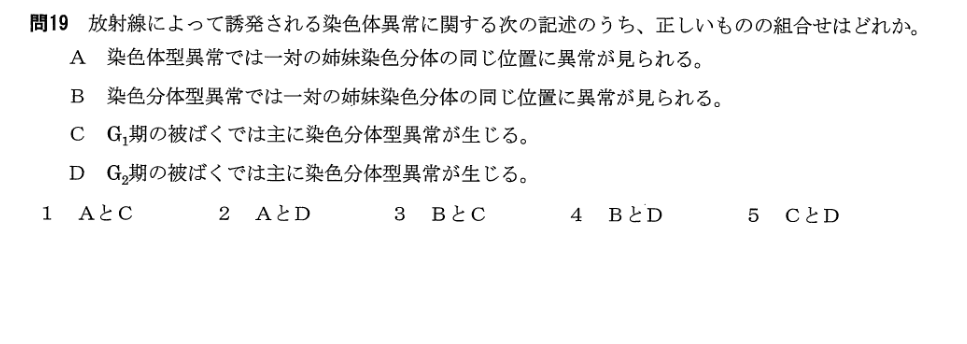 問19 放射線によって誘発される染色体異常に関する次の記述のうち、正しいものの組合せはどれか。
A 染色体型異常では一対の姉妹染色分体の同じ位置に異常が見られる。
B 染色分体型異常では一対の姉妹染色分体の同じ位置に異常が見られる。
C G₁期の被ばくでは主に染色分体型異常が生じる。
D G₂期の被ばくでは主に染色分体型異常が生じる。
1 AとC 2 AとD 3 BとC 4 BとD 5 CとD